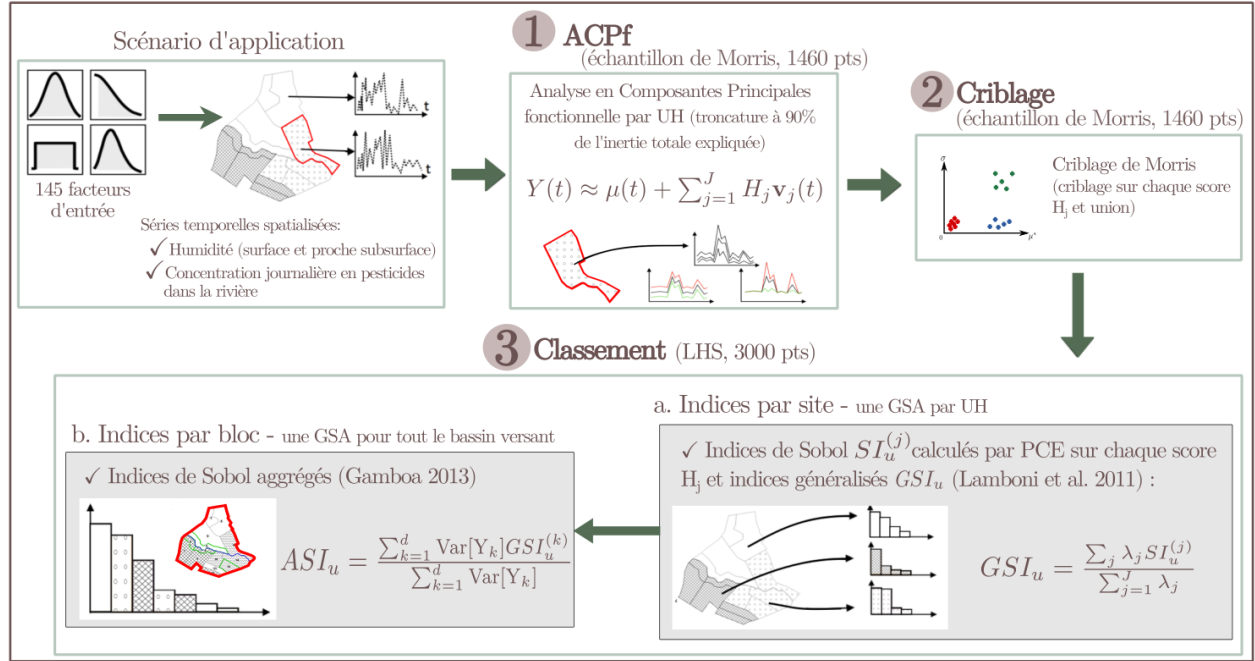 Scénario d'application
145 facteurs
d'entrée
t
t
Séries temporelles spatialisées:
✓ Humidité (surface et proche subsurface)
✓ Concentration journalière en pesticides
dans la rivière
1 ACPf
(échantillon de Morris, 1460 pts)
Analyse en Composantes Principales
fonctionnelle par UH (troncature à 90%
de l'inertie totale expliquée)
Y(t) ≈ μ(t) + ∑_{j=1}^{J} H_j v_j(t)
2 Criblage
(échantillon de Morris, 1460 pts)
σ
0
μ*
Criblage de Morris
(criblage sur chaque score
H_j et union)
3 Classement (LHS, 3000 pts)
a. Indices par site - une GSA par UH
✓ Indices de Sobol SI_u^{(j)} calculés par PCE sur chaque score
H_j et indices généralisés GSI_u (Lamboni et al. 2011) :
GSI_u = \frac{∑_j λ_j SI_u^{(j)}}{∑_{j=1}^{J} λ_j}
b. Indices par bloc - une GSA pour tout le bassin versant
✓ Indices de Sobol aggrégés (Gamboa 2013)
ASI_u = \frac{∑_{k=1}^{d} Var[Y_k]GSI_u^{(k)}}{∑_{k=1}^{d} Var[Y_k]}